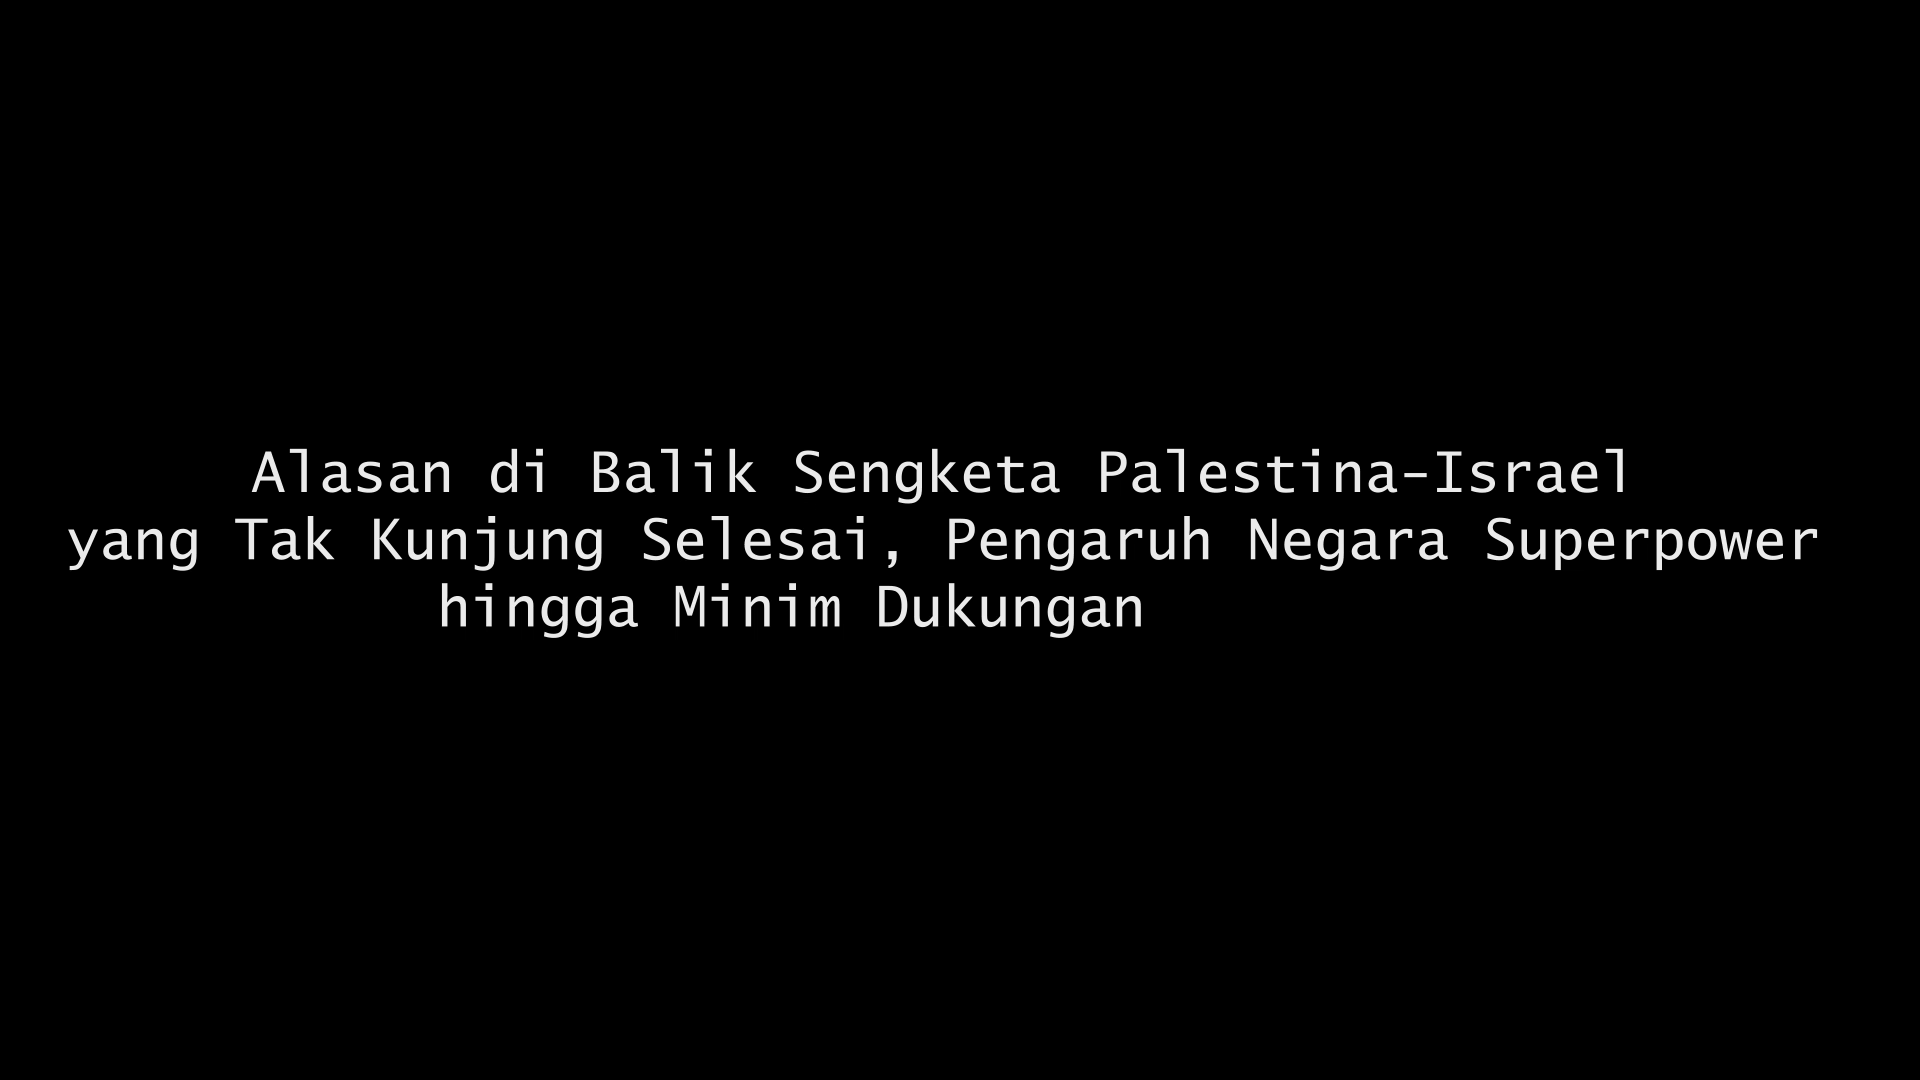 Alasan di Balik Sengketa Palestina-Israel
yang Tak Kunjung Selesai, Pengaruh Negara Superpower
hingga Minim Dukungan